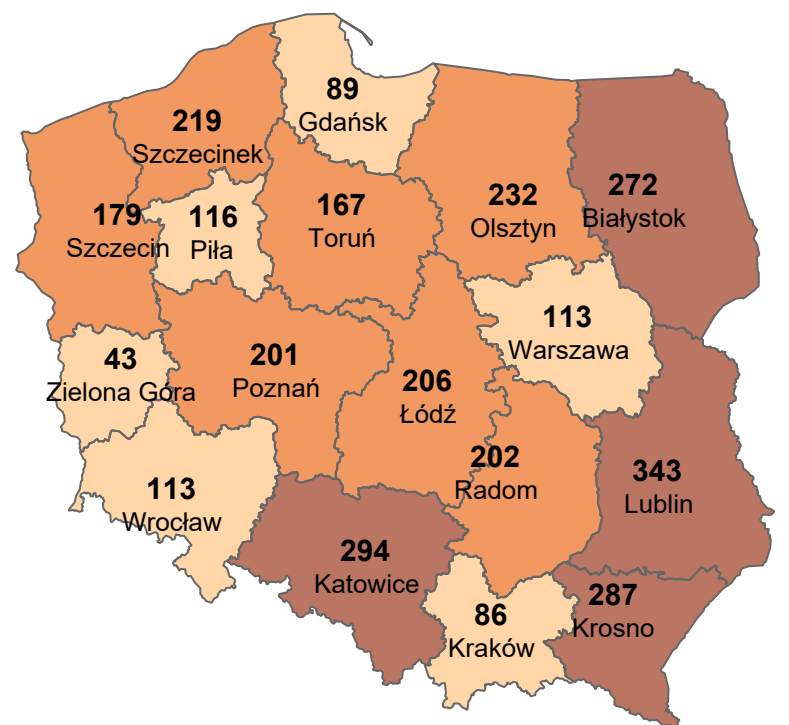 89
Gdańsk
219
Szczecinek
272
Białystok
232
Olsztyn
167
Toruń
179
Szczecin
116
Piła
113
Warszawa
43
Zielona Góra
201
Poznań
206
Łódź
202
Radom
343
Lublin
113
Wrocław
294
Katowice
287
Krosno
86
Kraków